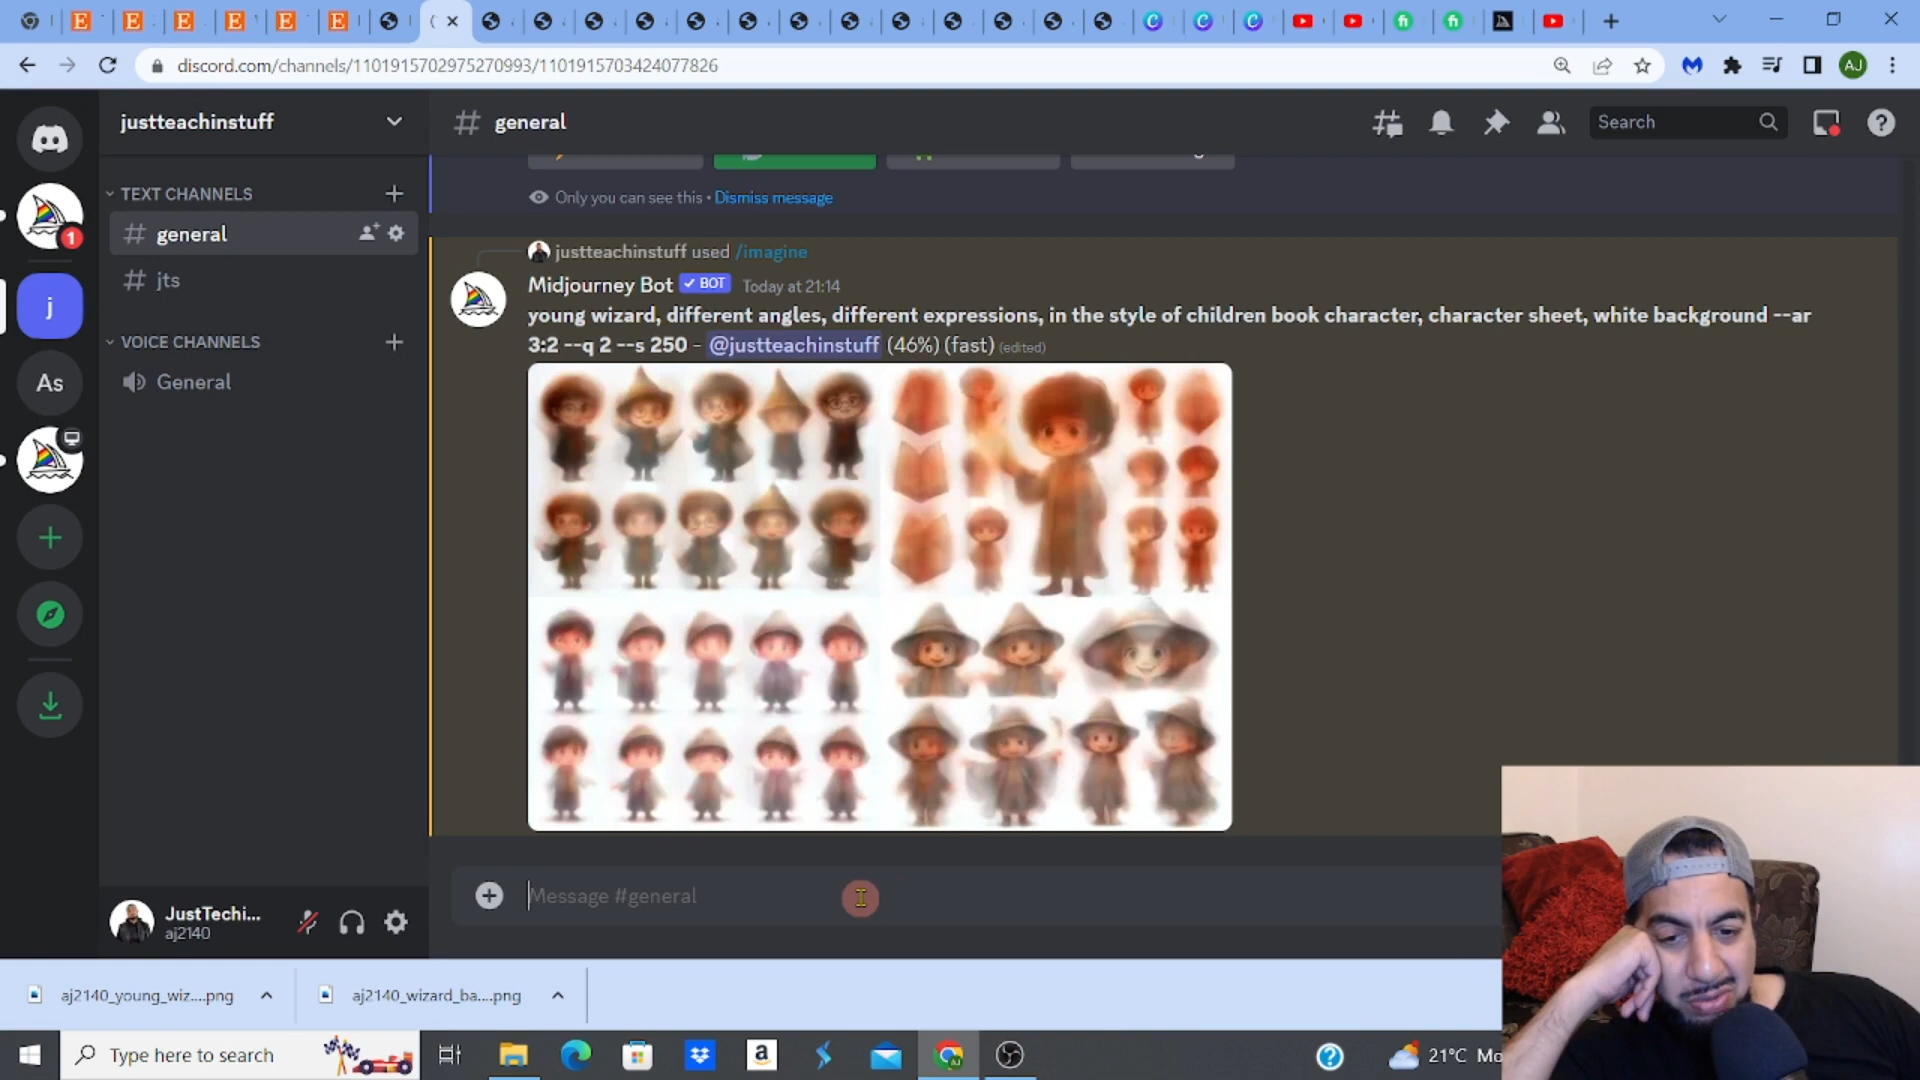 discord.com/channels/1101915702975270993/1101915703424077826
AJ
justteachinstuff
general
Search
TEXT CHANNELS
general
jts
VOICE CHANNELS
General
1
j
As
Only you can see this • Dismiss message
justteachinstuff used /imagine
Midjourney Bot ✓ BOT Today at 21:14
young wizard, different angles, different expressions, in the style of children book character, character sheet, white background --ar
3:2 --q 2 --s 250 - @justteachinstuff (46%) (fast) (edited)
Message #general
JustTechi...
aj2140
aj2140_young_wiz....png
aj2140_wizard_ba....png
Type here to search
21°C Mo